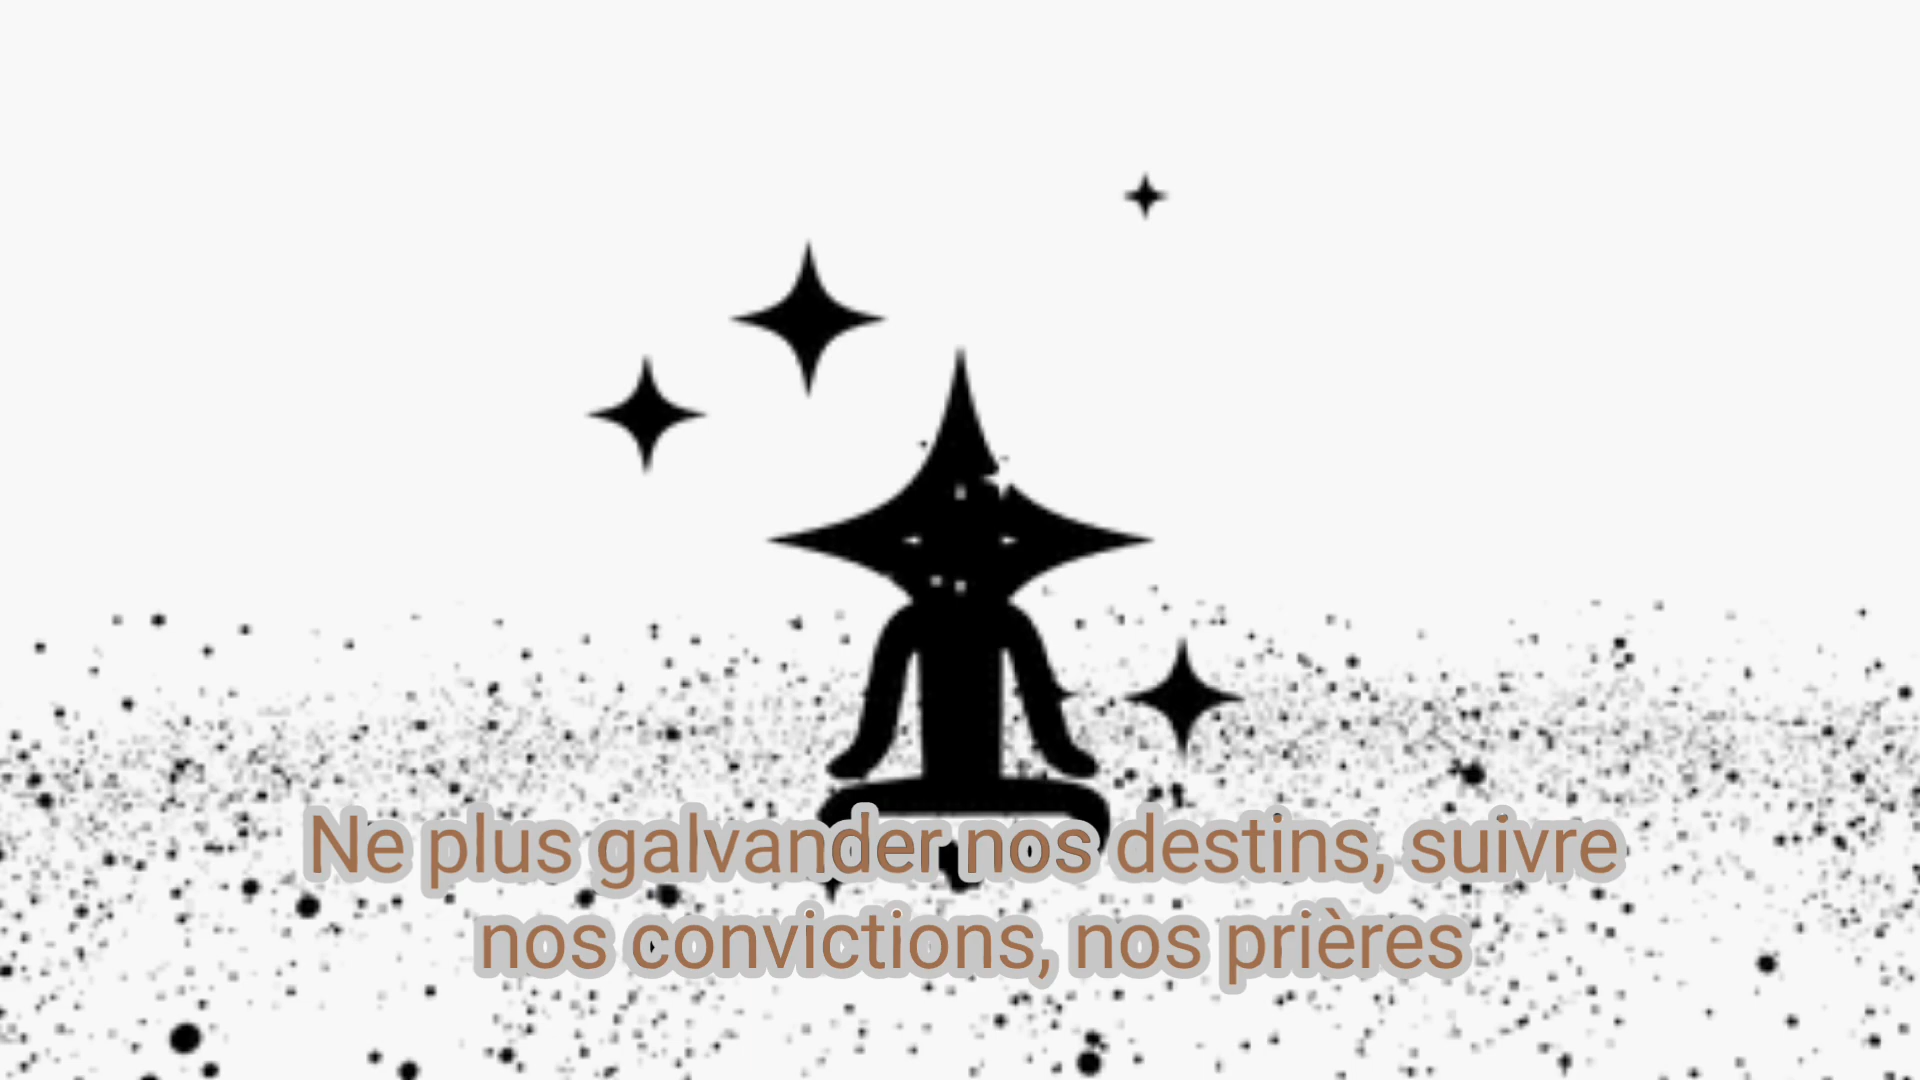 Ne plus galvander nos destins, suivre
nos convictions, nos prières